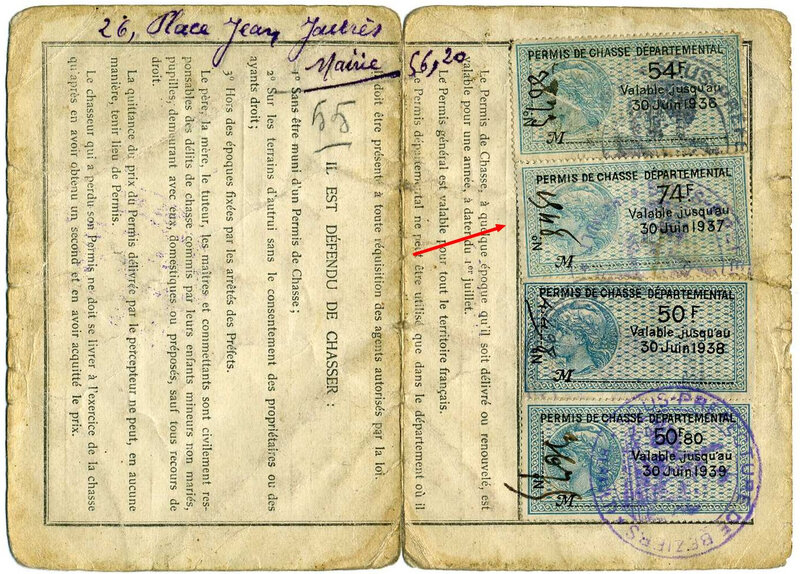 26, Place Jean Jaurès
Mairie 56,20
55
PERMIS DE CHASSE DÉPARTEMENTAL
54F
Valable jusqu'au
30 Juin 1936
No
M
PERMIS DE CHASSE DÉPARTEMENTAL
74F
Valable jusqu'au
30 Juin 1937
No
M
PERMIS DE CHASSE DÉPARTEMENTAL
50F
Valable jusqu'au
30 Juin 1938
No
M
PERMIS DE CHASSE DÉPARTEMENTAL
50F80
Valable jusqu'au
30 Juin 1939
No
M
SOUS-PRÉFECTURE DE BÉZIERS
Le Permis de Chasse, à quelque époque qu'il soit délivré ou renouvelé, est
valable pour une année, à dater du 1er juillet.
Le Permis général est valable pour tout le territoire français.
Le Permis départemental ne peut être utilisé que dans le département où il
doit être présenté à toute réquisition des agents autorisés par la loi.
IL EST DÉFENDU DE CHASSER :
1° Sans être muni d'un Permis de Chasse ;
2° Sur les terrains d'autrui sans le consentement des propriétaires ou des
ayants droit ;
3° Hors des époques fixées par les arrêtés des Préfets.
Le père, la mère, le tuteur, les maîtres et commettants sont civilement res-
ponsables des délits de chasse commis par leurs enfants mineurs non mariés,
pupilles, demeurant avec eux, domestiques ou préposés, sauf tous recours de
droit.
La quittance du prix du Permis délivrée par le percepteur ne peut, en aucune
manière, tenir lieu de Permis.
Le chasseur qui a perdu son Permis ne doit se livrer à l'exercice de la chasse
qu'après en avoir obtenu un second et en avoir acquitté le prix.